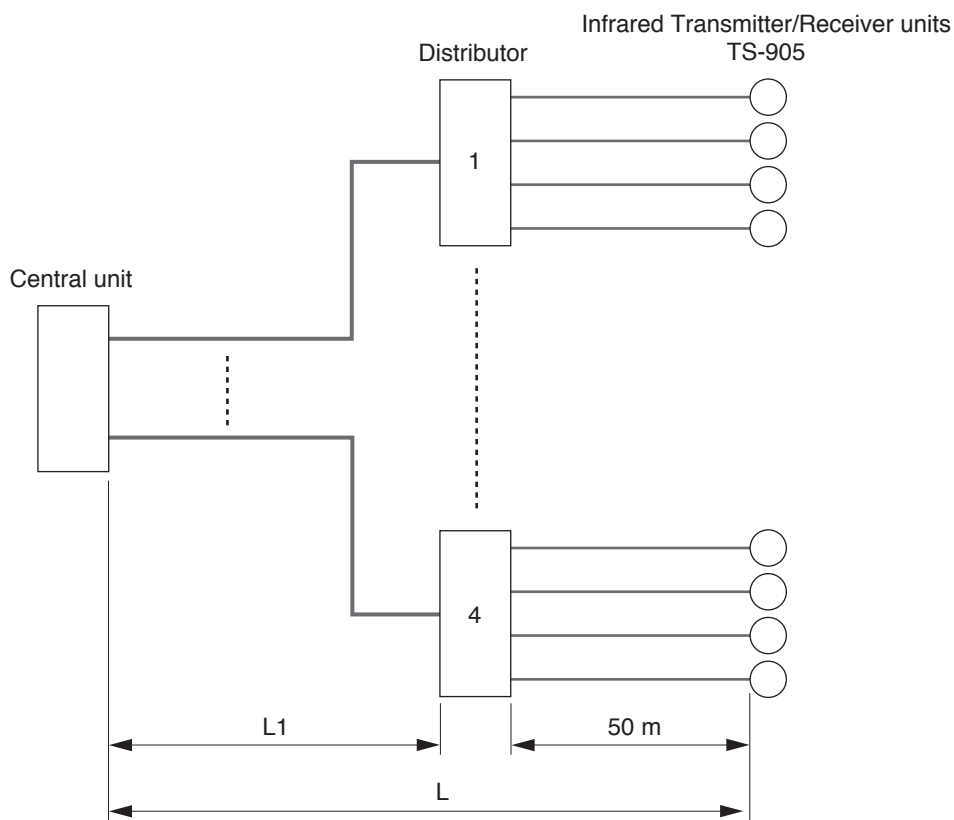 Infrared Transmitter/Receiver units
TS-905
Distributor
1
Central unit
4
L1
50 m
L